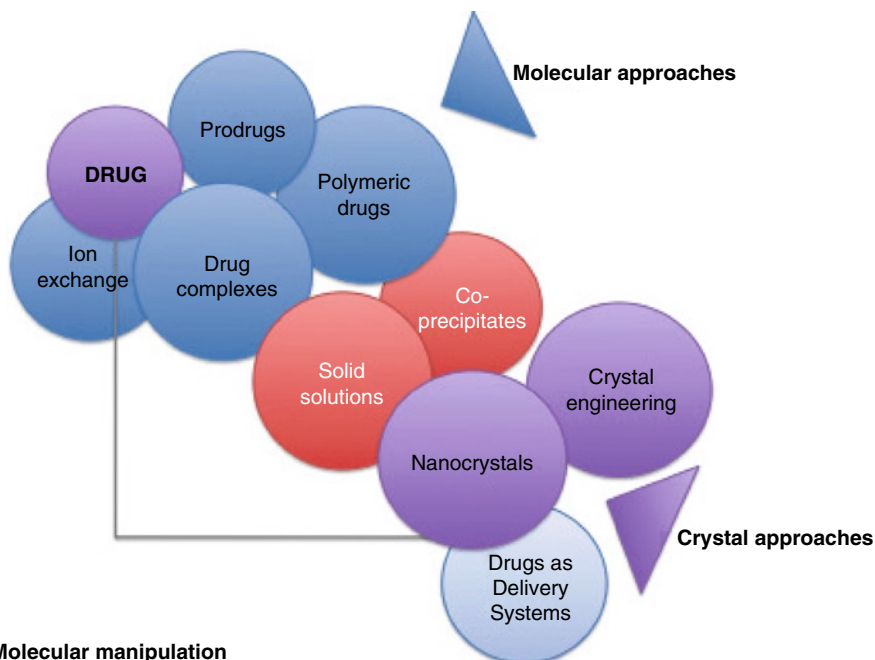 Molecular approaches
Prodrugs
DRUG
Polymeric
drugs
Ion
exchange
Drug
complexes
Co-
precipitates
Solid
solutions
Crystal
engineering
Nanocrystals
Crystal approaches
Drugs as
Delivery
Systems
Molecular manipulation